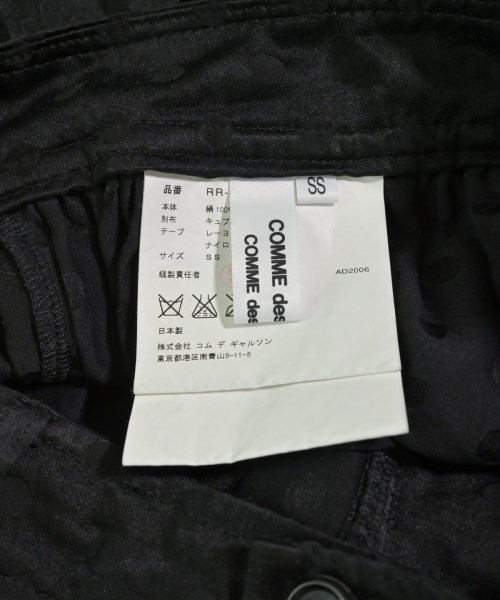 品番 RR-
SS
本体 絹100%
別布 キュプ
テープ レーヨ
ナイロ
サイズ SS
縫製責任者
AD2006
日本製
株式会社 コム デ ギャルソン
東京都港区南青山5-11-5
COMME des
COMME des